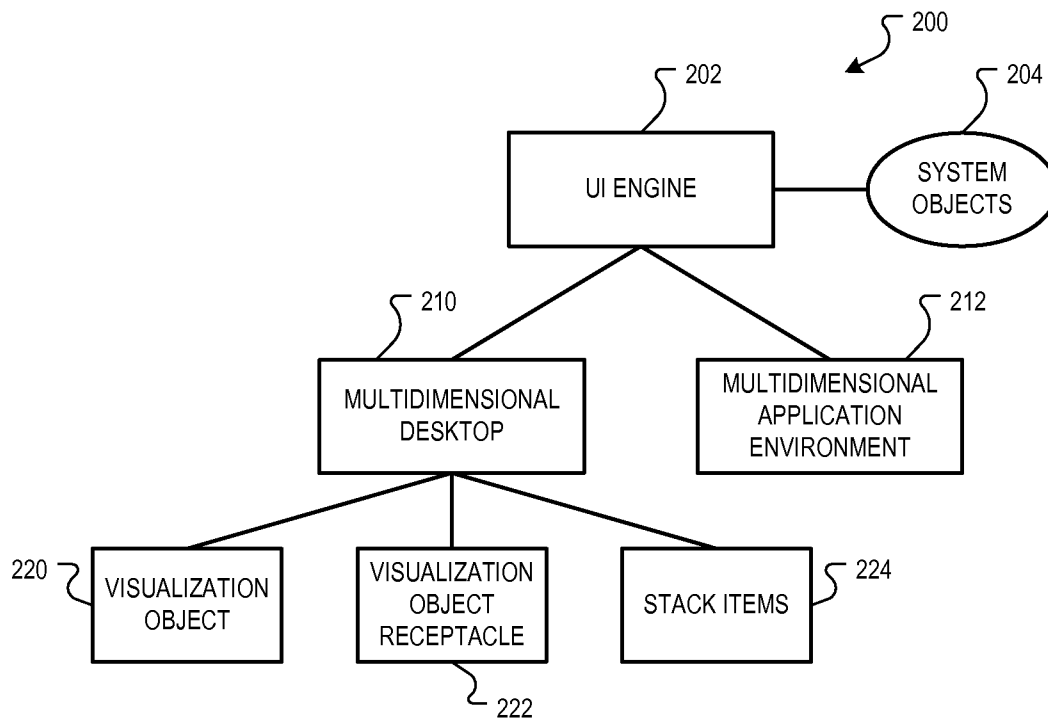 200
202
204
UI ENGINE
SYSTEM
OBJECTS
210
212
MULTIDIMENSIONAL
DESKTOP
MULTIDIMENSIONAL
APPLICATION
ENVIRONMENT
220
VISUALIZATION
OBJECT
VISUALIZATION
OBJECT
RECEPTACLE
STACK ITEMS
224
222